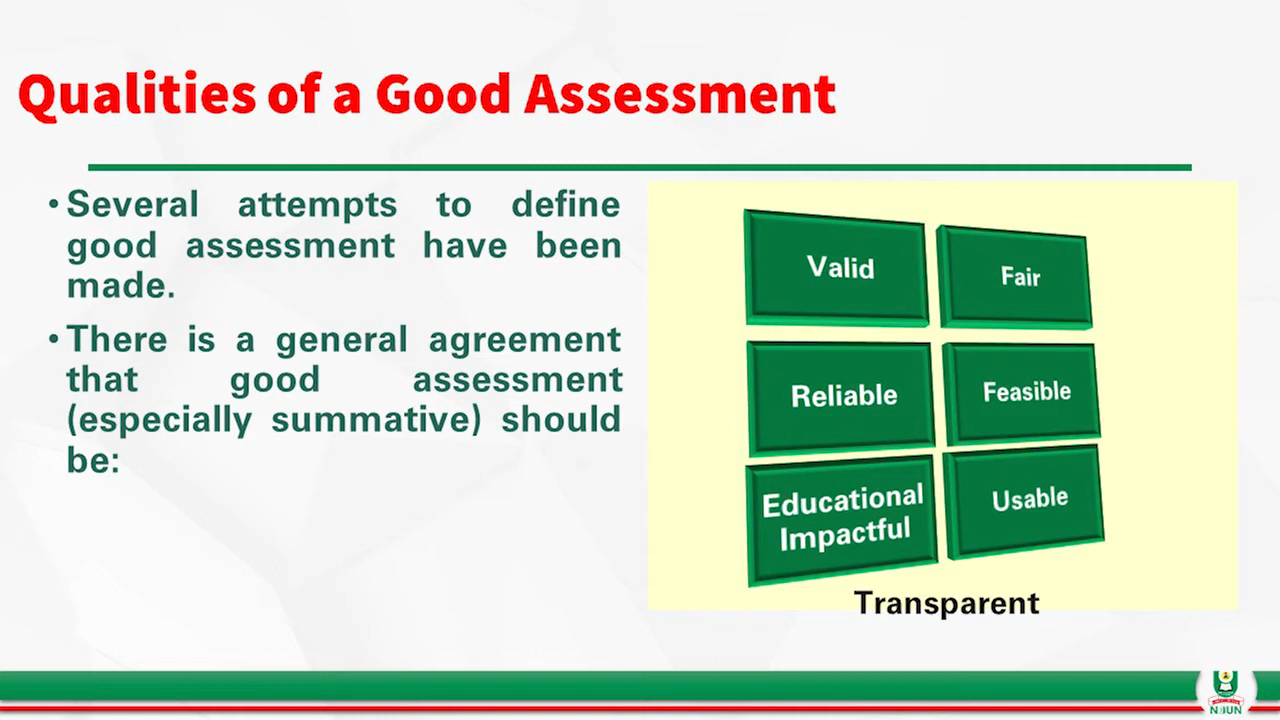 Qualities of a Good Assessment
• Several attempts to define
good assessment have been
made.
• There is a general agreement
that good assessment
(especially summative) should
be:
Valid
Fair
Reliable
Feasible
Educational
Impactful
Usable
Transparent